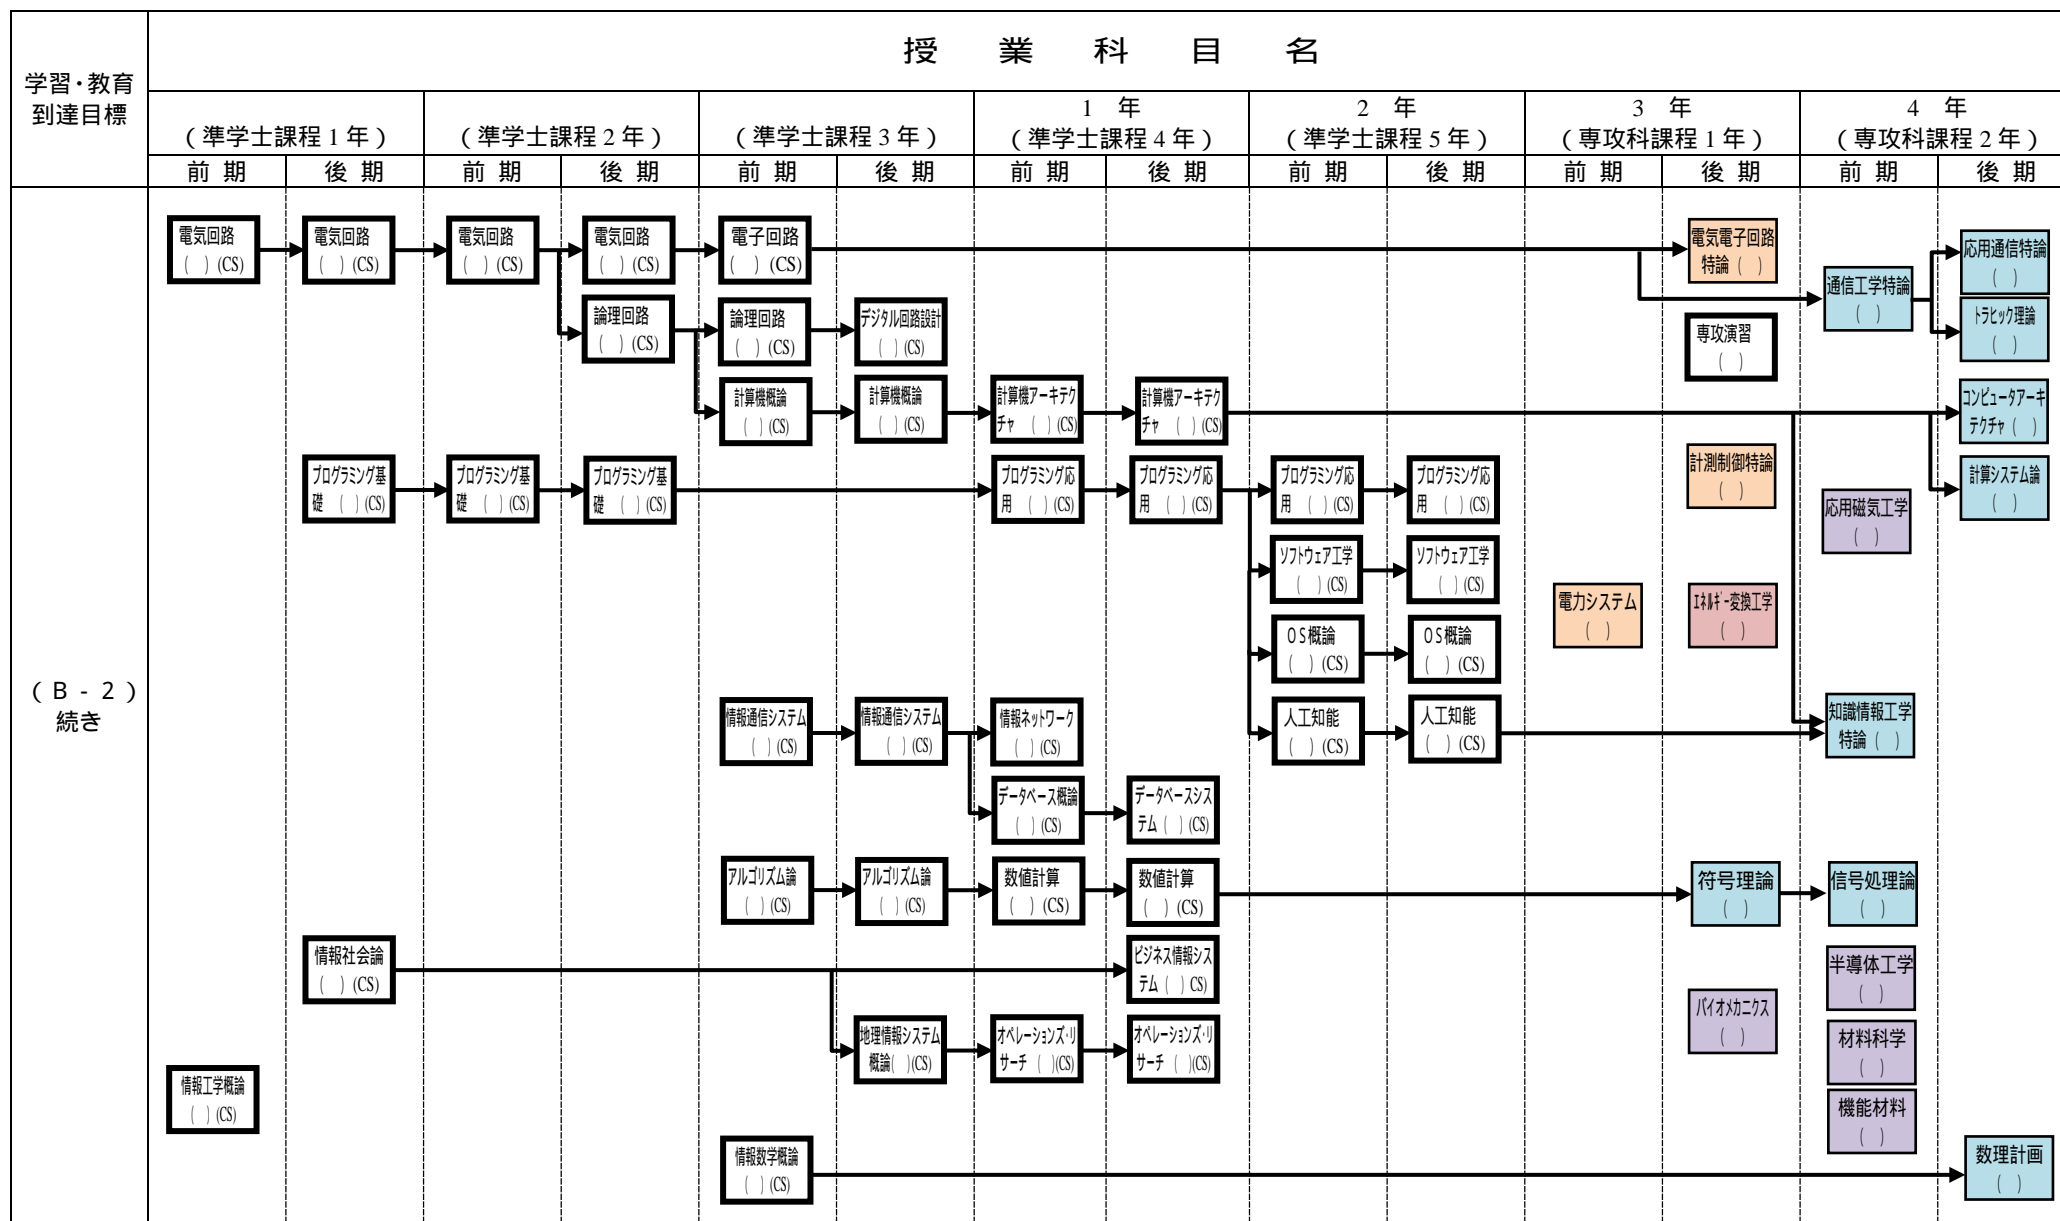 授 業 科 目 名
学習・教育
到達目標
(準学士課程 1 年)
(準学士課程 2 年)
(準学士課程 3 年)
1 年
(準学士課程 4 年)
2 年
(準学士課程 5 年)
3 年
(専攻科課程 1 年)
4 年
(専攻科課程 2 年)
前 期
後 期
前 期
後 期
前 期
後 期
前 期
後 期
前 期
後 期
前 期
後 期
前 期
後 期
(B - 2)
続き
電気回路
( ) (CS)
電気回路
( ) (CS)
電気回路
( ) (CS)
電気回路
( ) (CS)
電子回路
( ) (CS)
電気電子回路
特論 ( )
通信工学特論
( )
応用通信特論
( )
論理回路
( ) (CS)
論理回路
( ) (CS)
デジタル回路設計
( ) (CS)
専攻演習
( )
トラヒック理論
( )
計算機概論
( ) (CS)
計算機概論
( ) (CS)
計算機アーキテク
チャ ( ) (CS)
計算機アーキテク
チャ ( ) (CS)
コンピュータアーキ
テクチャ ( )
プログラミング基
礎 ( ) (CS)
プログラミング基
礎 ( ) (CS)
プログラミング基
礎 ( ) (CS)
プログラミング応
用 ( ) (CS)
プログラミング応
用 ( ) (CS)
プログラミング応
用 ( ) (CS)
プログラミング応
用 ( ) (CS)
計測制御特論
( )
応用磁気工学
( )
計算システム論
( )
ソフトウェア工学
( ) (CS)
ソフトウェア工学
( ) (CS)
電力システム
( )
エネルギー変換工学
( )
OS概論
( ) (CS)
OS概論
( ) (CS)
情報通信システム
( ) (CS)
情報通信システム
( ) (CS)
情報ネットワーク
( ) (CS)
人工知能
( ) (CS)
人工知能
( ) (CS)
知識情報工学
特論 ( )
データベース概論
( ) (CS)
データベースシス
テム ( ) (CS)
アルゴリズム論
( ) (CS)
アルゴリズム論
( ) (CS)
数値計算
( ) (CS)
数値計算
( ) (CS)
符号理論
( )
信号処理論
( )
情報社会論
( ) (CS)
ビジネス情報シス
テム ( ) CS)
半導体工学
( )
地理情報システム
概論( )(CS)
オペレーションズ・リ
サーチ ( )(CS)
オペレーションズ・リ
サーチ ( )(CS)
バイオメカニクス
( )
材料科学
( )
情報工学概論
( ) (CS)
機能材料
( )
情報数学概論
( ) (CS)
数理計画
( )